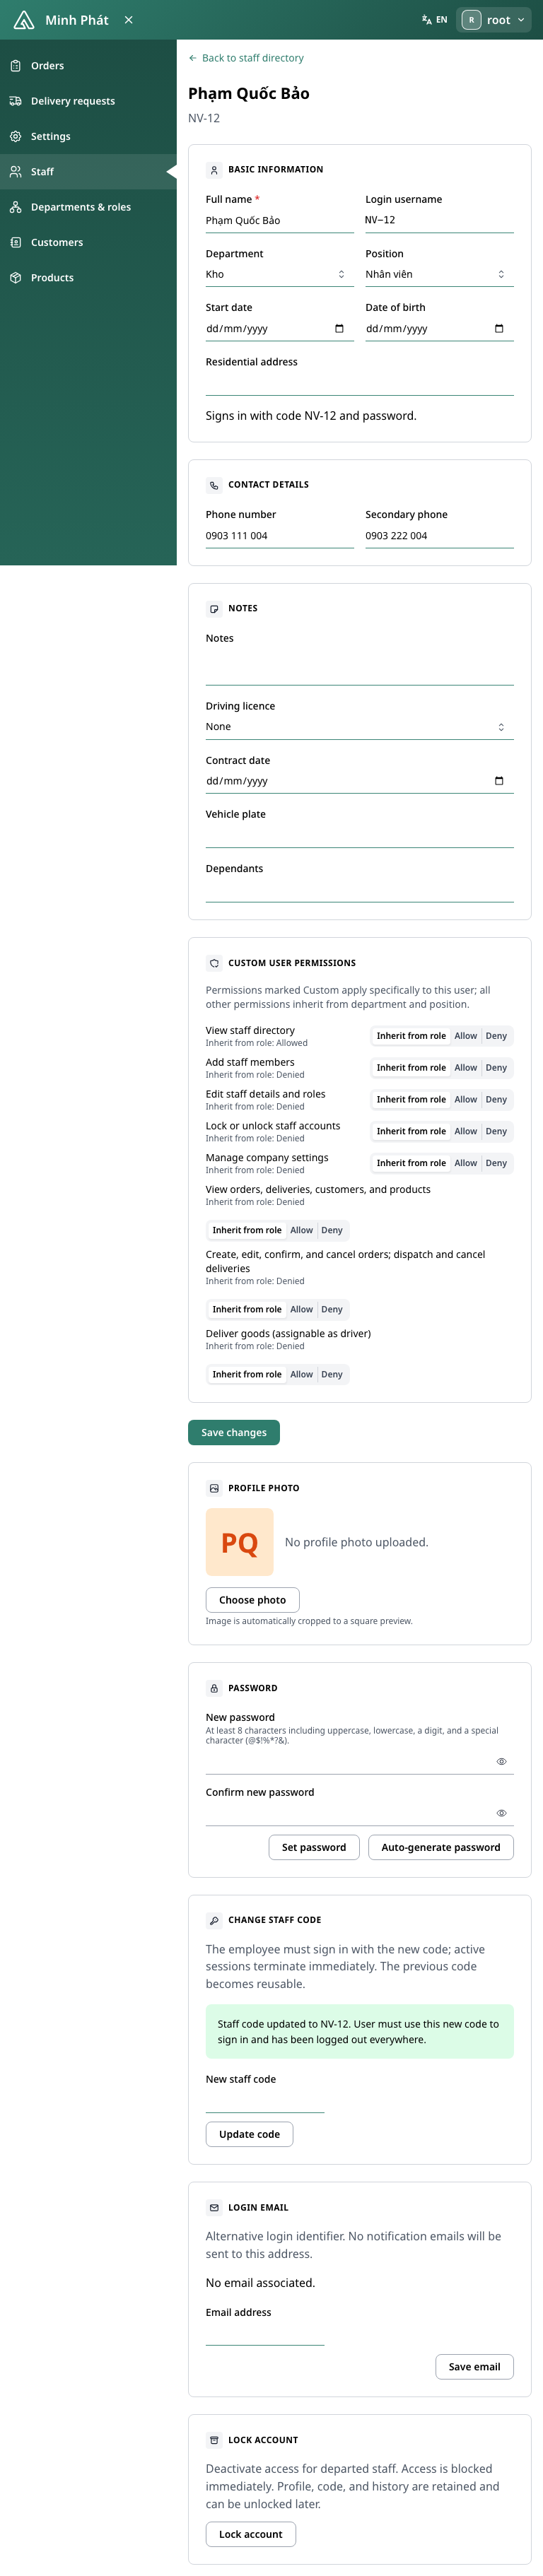 Minh Phát
EN
R
root
Orders
Delivery requests
Settings
Staff
Departments & roles
Customers
Products
Back to staff directory
Phạm Quốc Bảo
NV-12
BASIC INFORMATION
Full name *
Login username
Phạm Quốc Bảo
NV-12
Department
Position
Kho
Nhân viên
Start date
Date of birth
dd/mm/yyyy
dd/mm/yyyy
Residential address
Signs in with code NV-12 and password.
CONTACT DETAILS
Phone number
Secondary phone
0903 111 004
0903 222 004
NOTES
Notes
Driving licence
None
Contract date
dd/mm/yyyy
Vehicle plate
Dependants
CUSTOM USER PERMISSIONS
Permissions marked Custom apply specifically to this user; all
other permissions inherit from department and position.
View staff directory
Inherit from role: Allowed
Inherit from role Allow Deny
Add staff members
Inherit from role: Denied
Inherit from role Allow Deny
Edit staff details and roles
Inherit from role: Denied
Inherit from role Allow Deny
Lock or unlock staff accounts
Inherit from role: Denied
Inherit from role Allow Deny
Manage company settings
Inherit from role: Denied
Inherit from role Allow Deny
View orders, deliveries, customers, and products
Inherit from role: Denied
Inherit from role Allow Deny
Create, edit, confirm, and cancel orders; dispatch and cancel
deliveries
Inherit from role: Denied
Inherit from role Allow Deny
Deliver goods (assignable as driver)
Inherit from role: Denied
Inherit from role Allow Deny
Save changes
PROFILE PHOTO
PQ
No profile photo uploaded.
Choose photo
Image is automatically cropped to a square preview.
PASSWORD
New password
At least 8 characters including uppercase, lowercase, a digit, and a special
character (@$!%*?&).
Confirm new password
Set password
Auto-generate password
CHANGE STAFF CODE
The employee must sign in with the new code; active
sessions terminate immediately. The previous code
becomes reusable.
Staff code updated to NV-12. User must use this new code to
sign in and has been logged out everywhere.
New staff code
Update code
LOGIN EMAIL
Alternative login identifier. No notification emails will be
sent to this address.
No email associated.
Email address
Save email
LOCK ACCOUNT
Deactivate access for departed staff. Access is blocked
immediately. Profile, code, and history are retained and
can be unlocked later.
Lock account